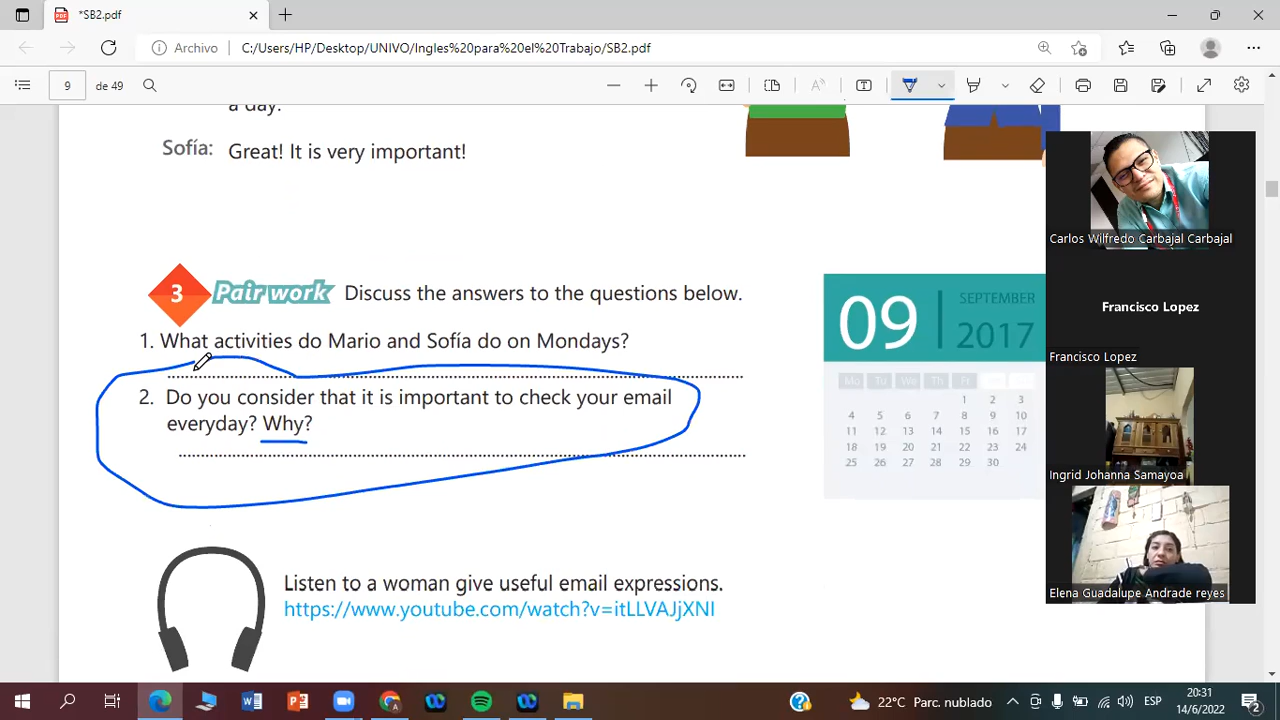 *SB2.pdf
Archivo C:/Users/HP/Desktop/UNIVO/Ingles%20para%20el%20Trabajo/SB2.pdf
9 de 49
a day.
Sofía: Great! It is very important!
3 Pair work Discuss the answers to the questions below.
1. What activities do Mario and Sofía do on Mondays?
2. Do you consider that it is important to check your email
everyday? Why?
09 SEPTEMBER
2017
Mo Tu We Th Fr
1 2 3
4 5 6 7 8 9 10
11 12 13 14 15 16 17
18 19 20 21 22 23 24
25 26 27 28 29 30
Listen to a woman give useful email expressions.
https://www.youtube.com/watch?v=itLLVAJjXNI
Carlos Wilfredo Carbajal Carbajal
Francisco Lopez
Francisco Lopez
Ingrid Johanna Samayoa
Elena Guadalupe Andrade reyes
22°C Parc. nublado
ESP
20:31
14/6/2022
2